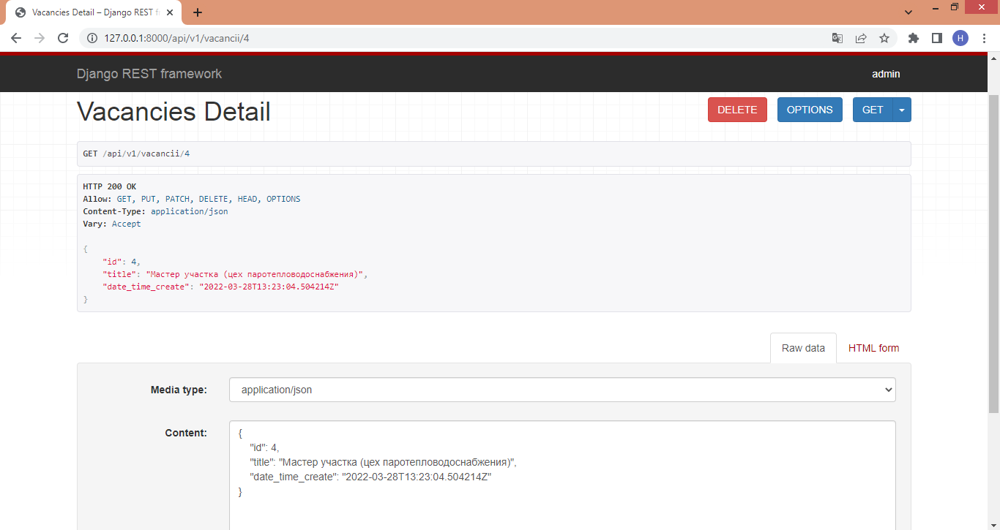 Vacancies Detail – Django REST f
127.0.0.1:8000/api/v1/vacancii/4
H
Django REST framework
admin
Vacancies Detail
DELETE
OPTIONS
GET
GET /api/v1/vacancii/4
HTTP 200 OK
Allow: GET, PUT, PATCH, DELETE, HEAD, OPTIONS
Content-Type: application/json
Vary: Accept
{
"id": 4,
"title": "Мастер участка (цех паротепловодоснабжения)",
"date_time_create": "2022-03-28T13:23:04.504214Z"
}
Raw data
HTML form
Media type:
application/json
Content:
{
"id": 4,
"title": "Мастер участка (цех паротепловодоснабжения)",
"date_time_create": "2022-03-28T13:23:04.504214Z"
}